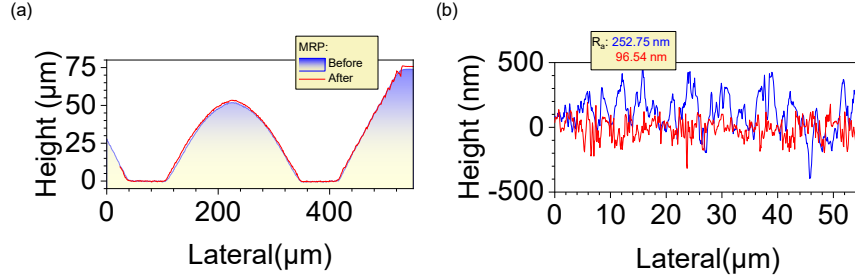 (a)
MRP:
Before
After
Height (µm)
75
50
25
0
0
200
400
Lateral(µm)
(b)
Rₐ: 252.75 nm
96.54 nm
Height (nm)
500
0
-500
0
10
20
30
40
50
Lateral(µm)